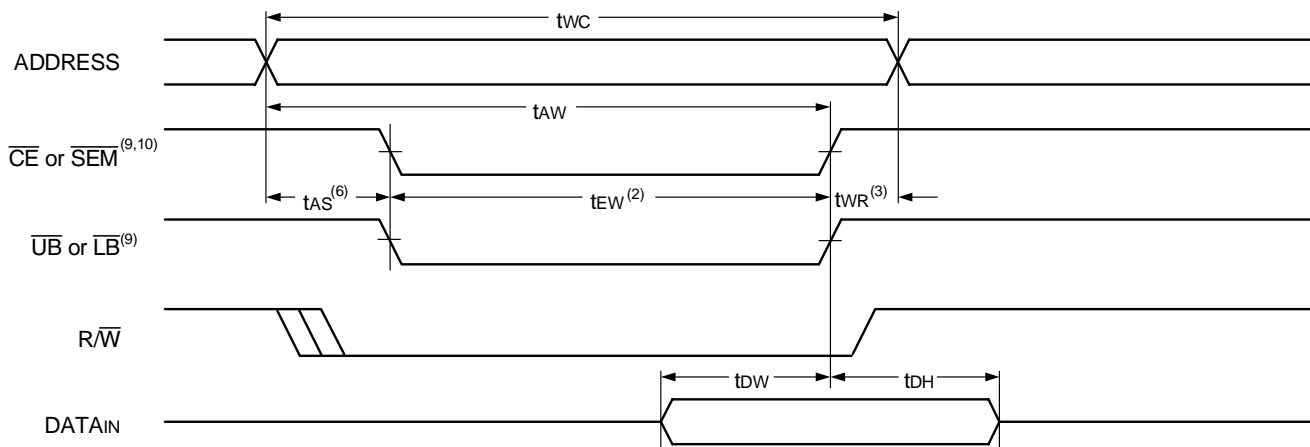 tWC
ADDRESS
tAW
CE or SEM(9,10)
tAS(6)
tEW(2)
tWR(3)
UB or LB(9)
R/W
tDW
tDH
DATAIN